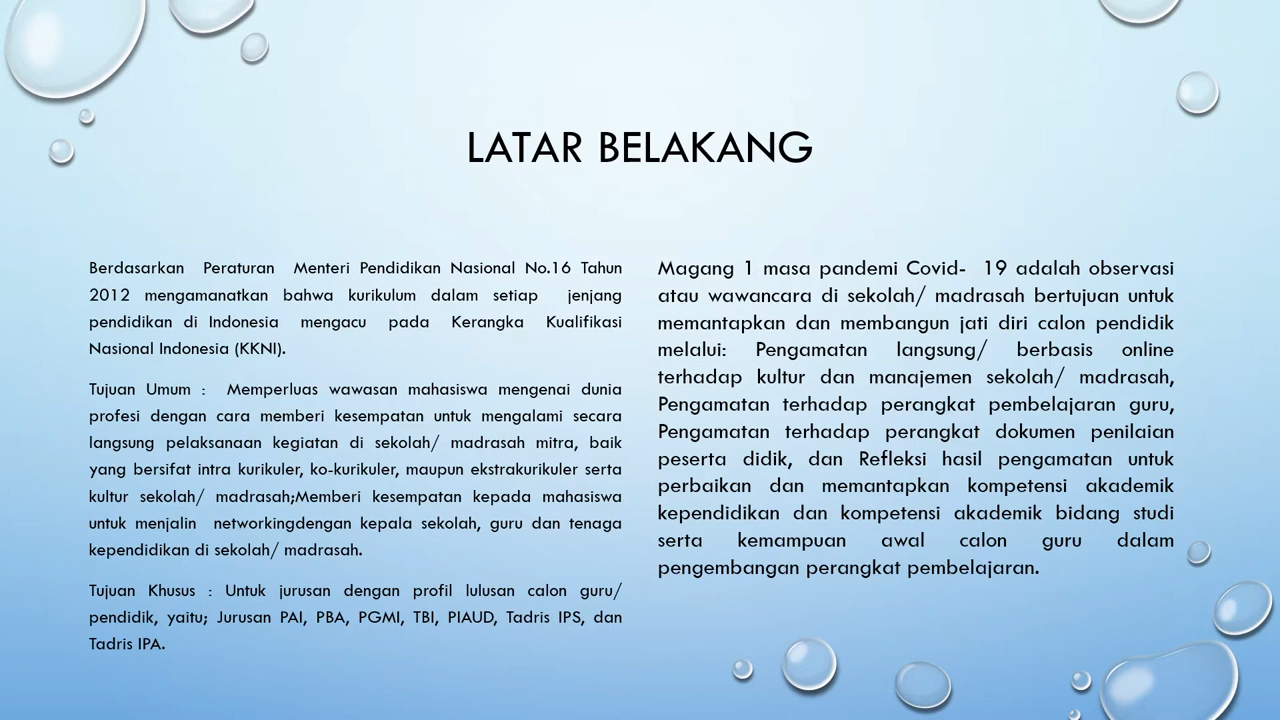 LATAR BELAKANG
Berdasarkan Peraturan Menteri Pendidikan Nasional No.16 Tahun
2012 mengamanatkan bahwa kurikulum dalam setiap jenjang
pendidikan di Indonesia mengacu pada Kerangka Kualifikasi
Nasional Indonesia (KKNI).
Tujuan Umum : Memperluas wawasan mahasiswa mengenai dunia
profesi dengan cara memberi kesempatan untuk mengalami secara
langsung pelaksanaan kegiatan di sekolah/ madrasah mitra, baik
yang bersifat intra kurikuler, ko-kurikuler, maupun ekstrakurikuler serta
kultur sekolah/ madrasah;Memberi kesempatan kepada mahasiswa
untuk menjalin networkingdengan kepala sekolah, guru dan tenaga
kependidikan di sekolah/ madrasah.
Tujuan Khusus : Untuk jurusan dengan profil lulusan calon guru/
pendidik, yaitu; Jurusan PAI, PBA, PGMI, TBI, PIAUD, Tadris IPS, dan
Tadris IPA.
Magang 1 masa pandemi Covid- 19 adalah observasi
atau wawancara di sekolah/ madrasah bertujuan untuk
memantapkan dan membangun jati diri calon pendidik
melalui: Pengamatan langsung/ berbasis online
terhadap kultur dan manajemen sekolah/ madrasah,
Pengamatan terhadap perangkat pembelajaran guru,
Pengamatan terhadap perangkat dokumen penilaian
peserta didik, dan Refleksi hasil pengamatan untuk
perbaikan dan memantapkan kompetensi akademik
kependidikan dan kompetensi akademik bidang studi
serta kemampuan awal calon guru dalam
pengembangan perangkat pembelajaran.